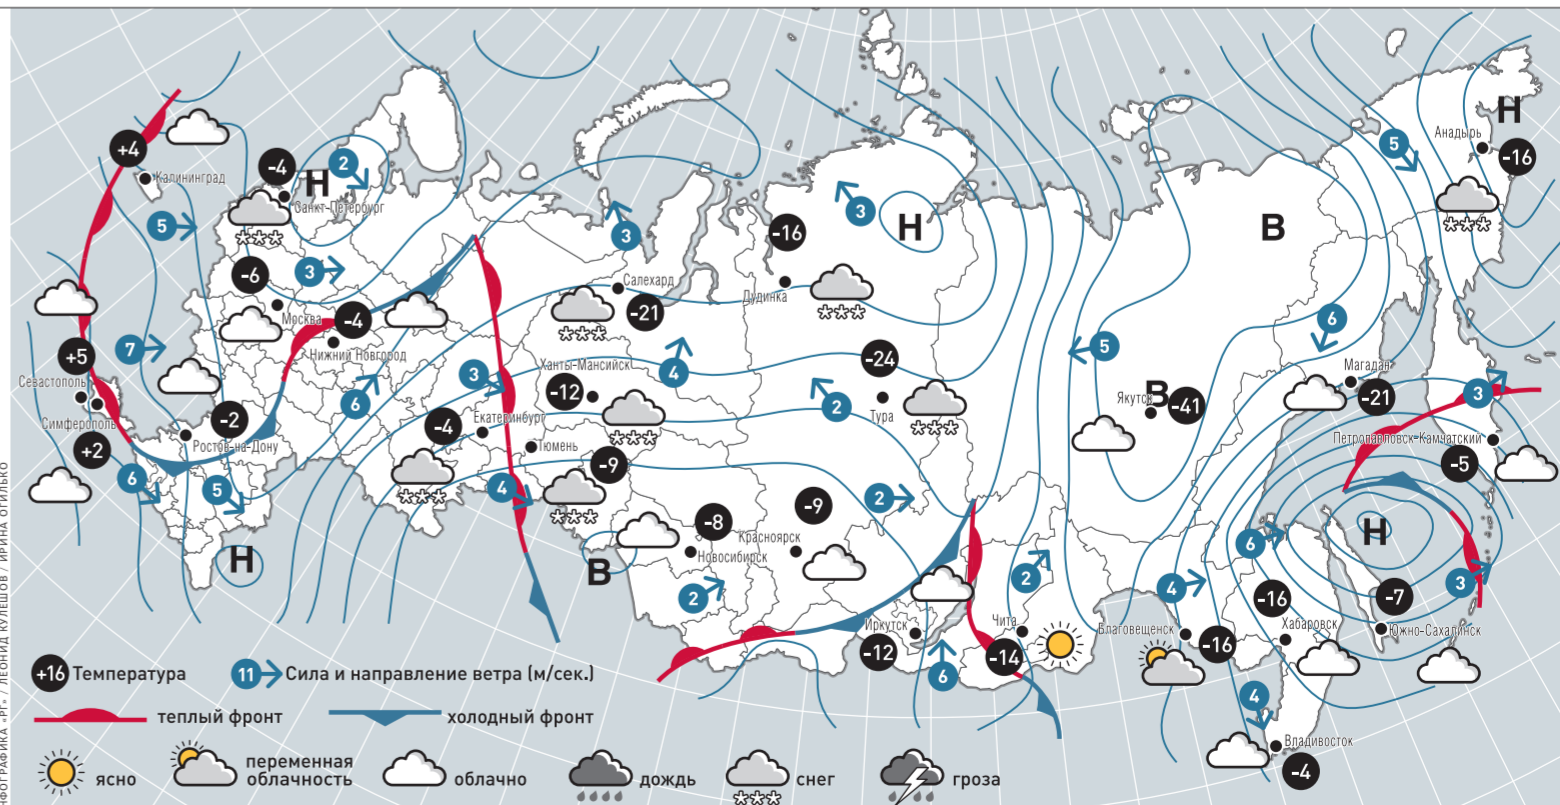 +4
Калининград
-4
2
Н
Санкт-Петербург
5
3
-6
Москва
-4
Нижний Новгород
7
+5
Севастополь
Симферополь
+2
-2
Ростов-на-Дону
6
5
Н
6
3
-4
Екатеринбург
Тюмень
-9
4
3
Салехард
-21
Ханты-Мансийск
-12
4
-16
Дудинка
3
Н
-24
Тура
2
2
В
-8
Новосибирск
2
-9
Красноярск
Иркутск
-12
6
Чита
-14
2
5
В
В
Якутск
-41
5
Анадырь
Н
-16
6
Магадан
-21
3
Петропавловск-Камчатский
-5
Н
6
4
-16
Хабаровск
-7
Южно-Сахалинск
3
Благовещенск
-16
4
Владивосток
-4
+16 Температура
11 Сила и направление ветра (м/сек.)
теплый фронт
холодный фронт
ясно
переменная
облачность
облачно
дождь
снег
гроза
НФОГРАФИКА «РГ» / ЛЕОНИД КУЛЕШОВ / ИРИНА ОГИЛЬКО